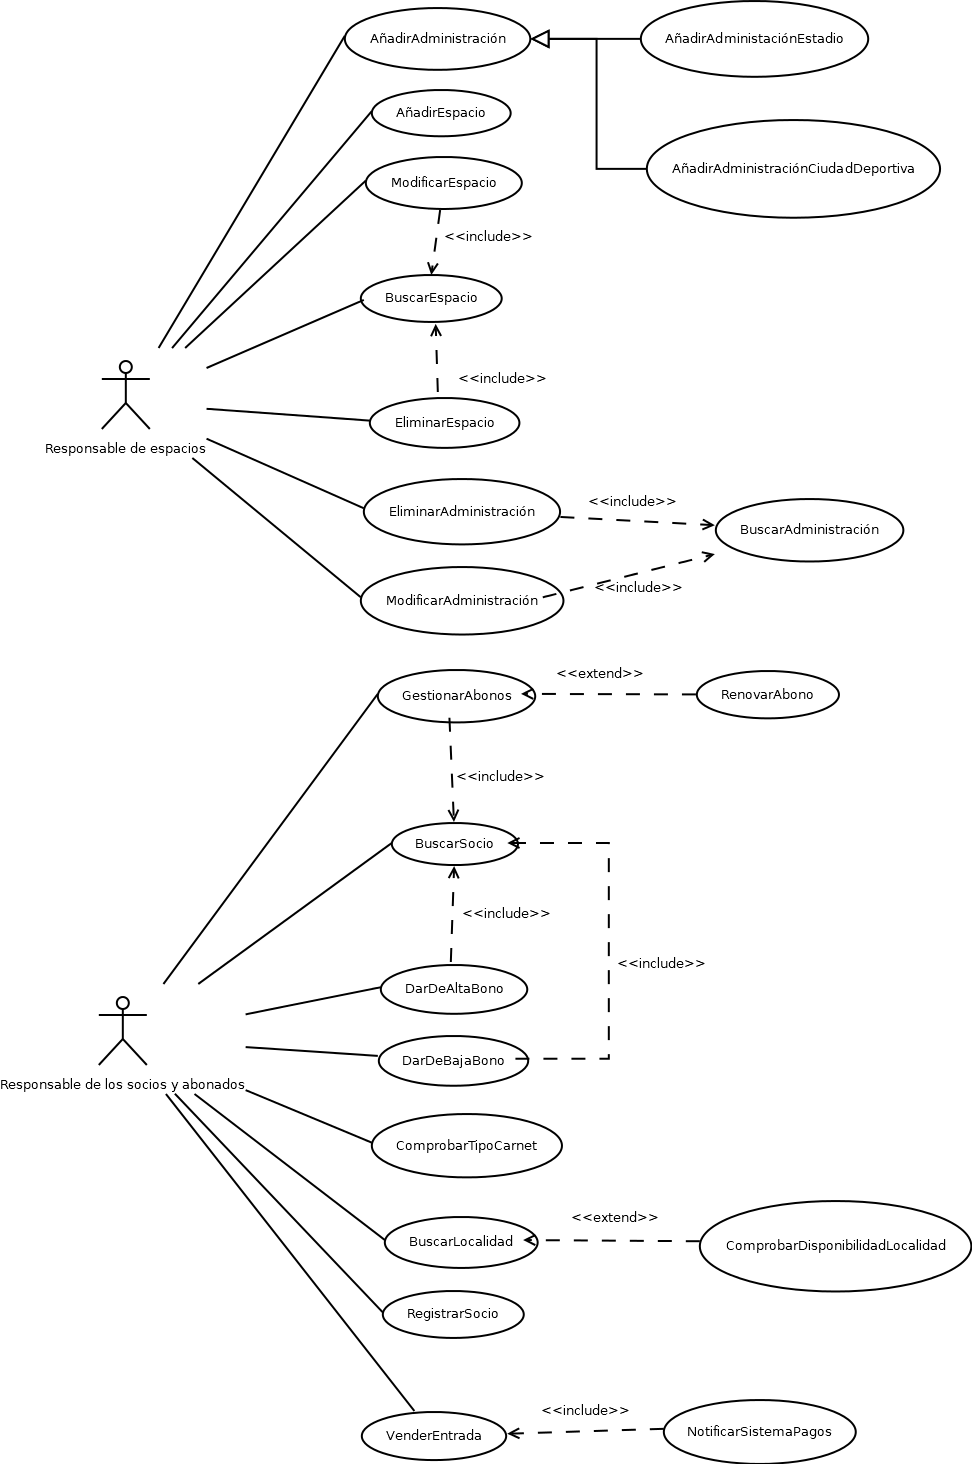 AñadirAdministración
AñadirAdmistaciónEstadio
AñadirEspacio
AñadirAdministraciónCiudadDeportiva
ModificarEspacio
<<include>>
BuscarEspacio
<<include>>
EliminarEspacio
Responsable de espacios
<<include>>
EliminarAdministración
BuscarAdministración
<<include>>
ModificarAdministración
<<extend>>
GestionarAbonos
RenovarAbono
<<include>>
BuscarSocio
<<include>>
<<include>>
DarDeAltaBono
DarDeBajaBono
Responsable de los socios y abonados
ComprobarTipoCarnet
<<extend>>
BuscarLocalidad
ComprobarDisponibilidadLocalidad
RegistrarSocio
<<include>>
VenderEntrada
NotificarSistemaPagos